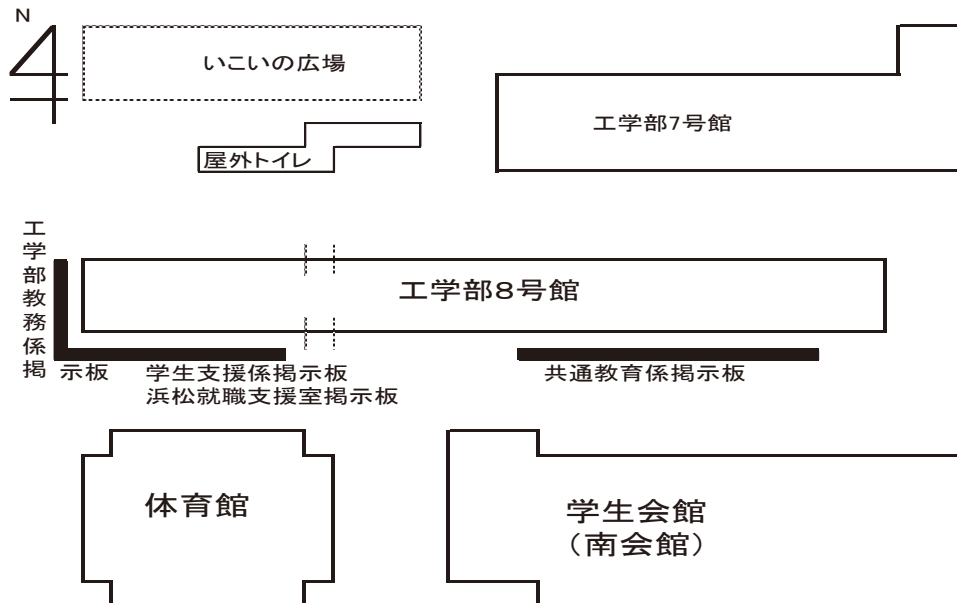 N
いこいの広場
工学部7号館
屋外トイレ
工学部教務係掲
示板
工学部8号館
学生支援係掲示板
浜松就職支援室掲示板
共通教育係掲示板
体育館
学生会館
（南会館）